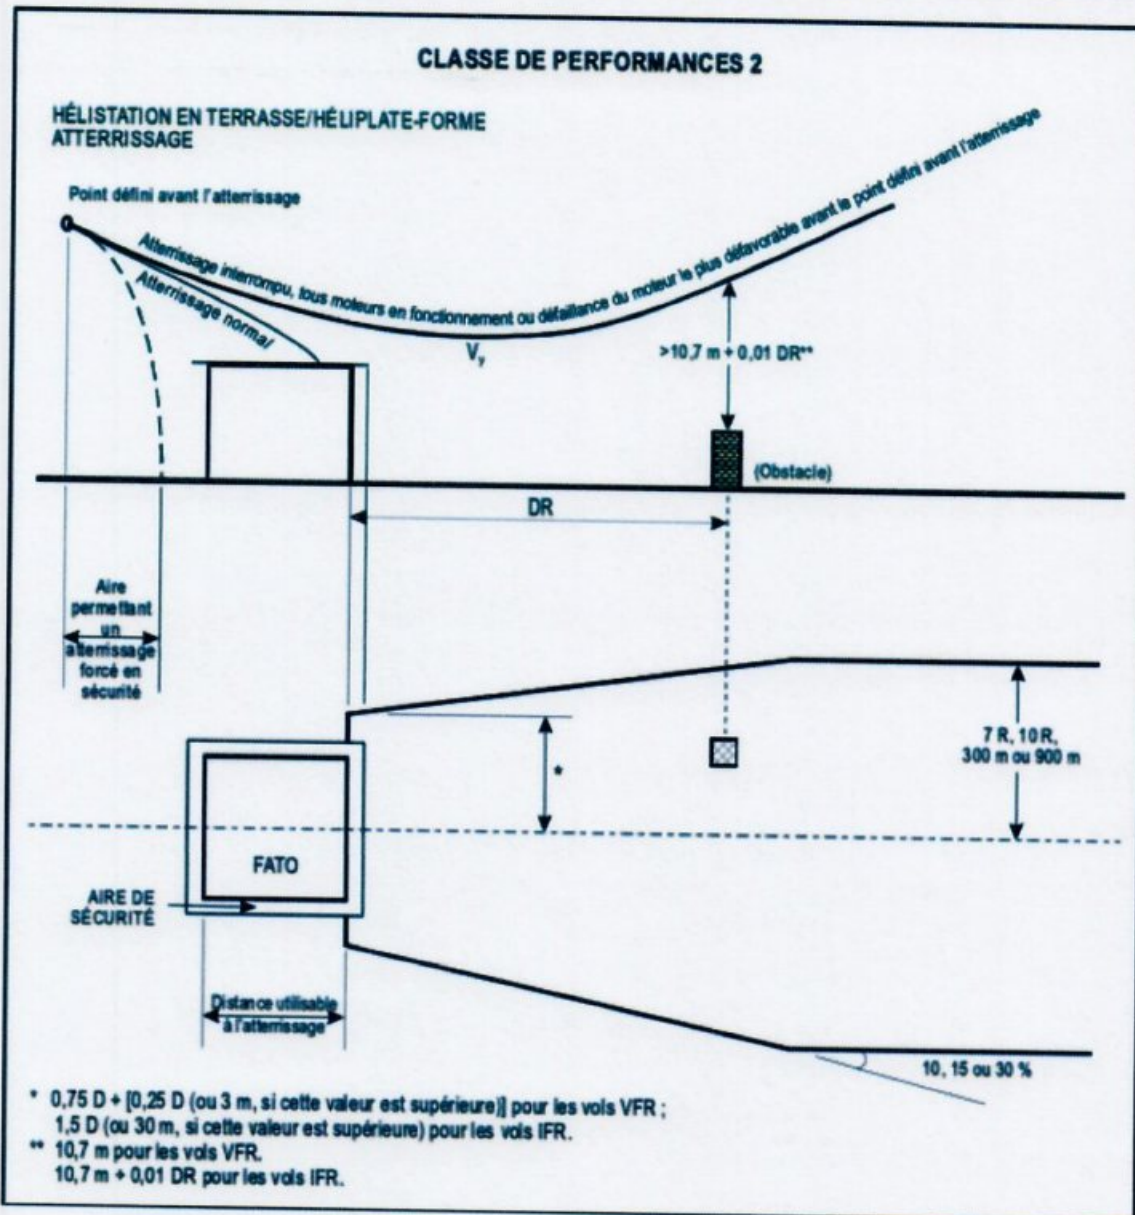 CLASSE DE PERFORMANCES 2
HÉLISTATION EN TERRASSE/HÉLIPLATE-FORME
ATTERRISSAGE
Point défini avant l'atterrissage
Atterrissage interrompu, tous moteurs en fonctionnement ou défaillance du moteur le plus défavorable avant le point défini avant l'atterrissage
Atterrissage normal
Vy
>10,7 m + 0,01 DR**
(Obstacle)
DR
Aire
permettant
un
atterrissage
forcé en
sécurité
*
7 R, 10 R,
300 m ou 900 m
FATO
AIRE DE
SÉCURITÉ
Distance utilisable
à l'atterrissage
10, 15 ou 30 %
* 0,75 D + [0,25 D (ou 3 m, si cette valeur est supérieure)] pour les vols VFR ;
1,5 D (ou 30 m, si cette valeur est supérieure) pour les vols IFR.
** 10,7 m pour les vols VFR.
10,7 m + 0,01 DR pour les vols IFR.